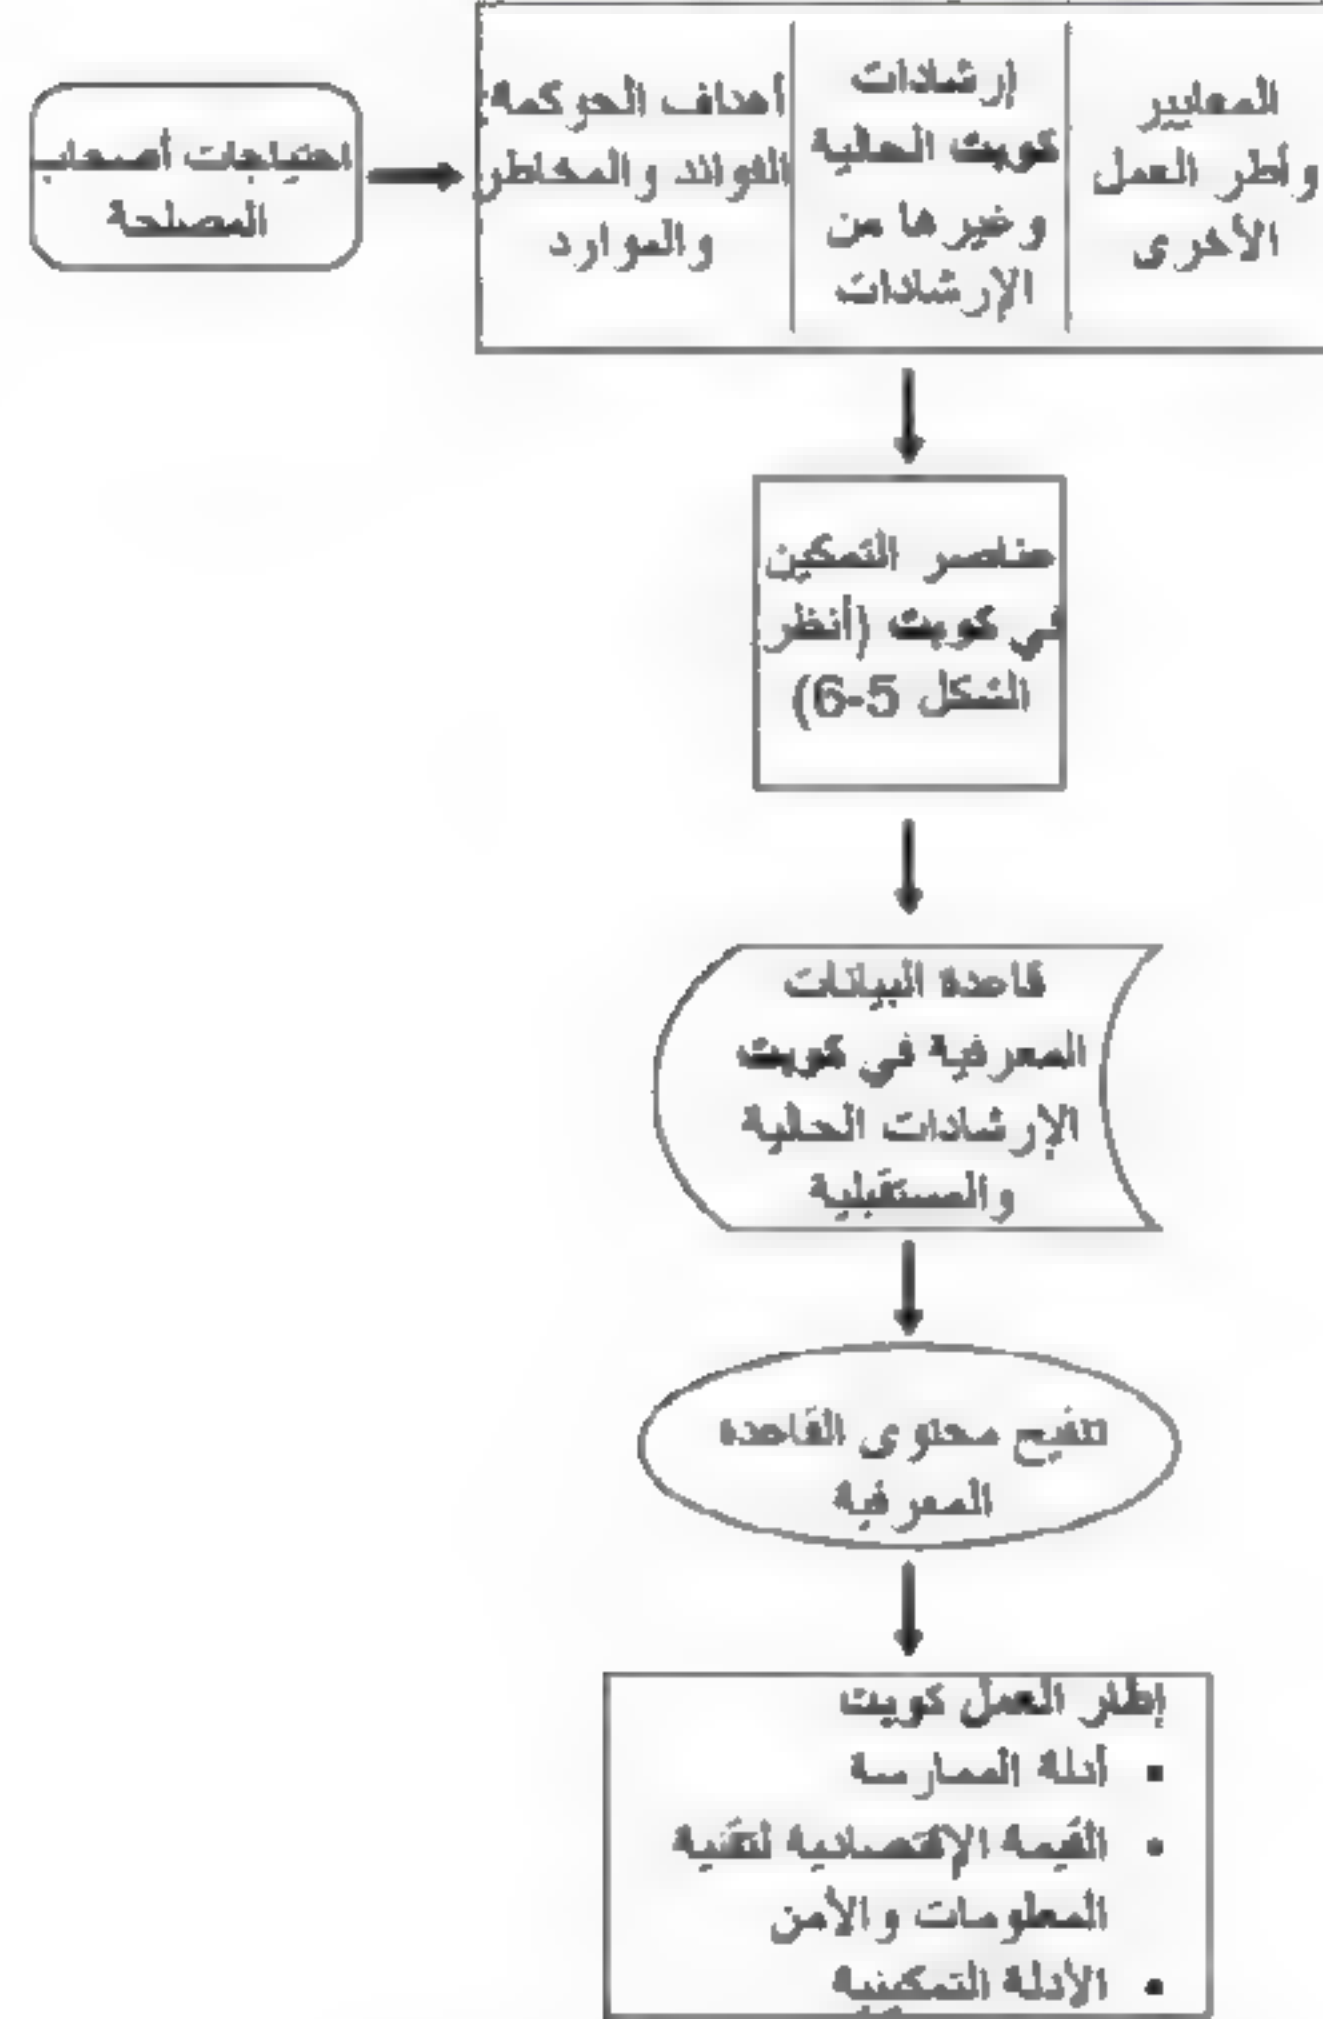 احتياجات أصحاب
المصلحة
أهداف الحوكمة:
الفوائد والمخاطر
والموارد
إرشادات
كوبت الحالية
وغيرها من
الإرشادات
المعايير
وأطر العمل
الأخرى
عناصر التمكين
في كوبت (أنظر
الشكل 5-6)
قاعدة البيانات
المعرفية في كوبت
الإرشادات الحالية
والمستقبلية
تنقيح محتوى القاعدة
المعرفية
إطار العمل كوبت
▪ أدلة الممارسة
• القيمة الإقتصادية لتقنية
المعلومات والأمن
• الأدلة التمكينية